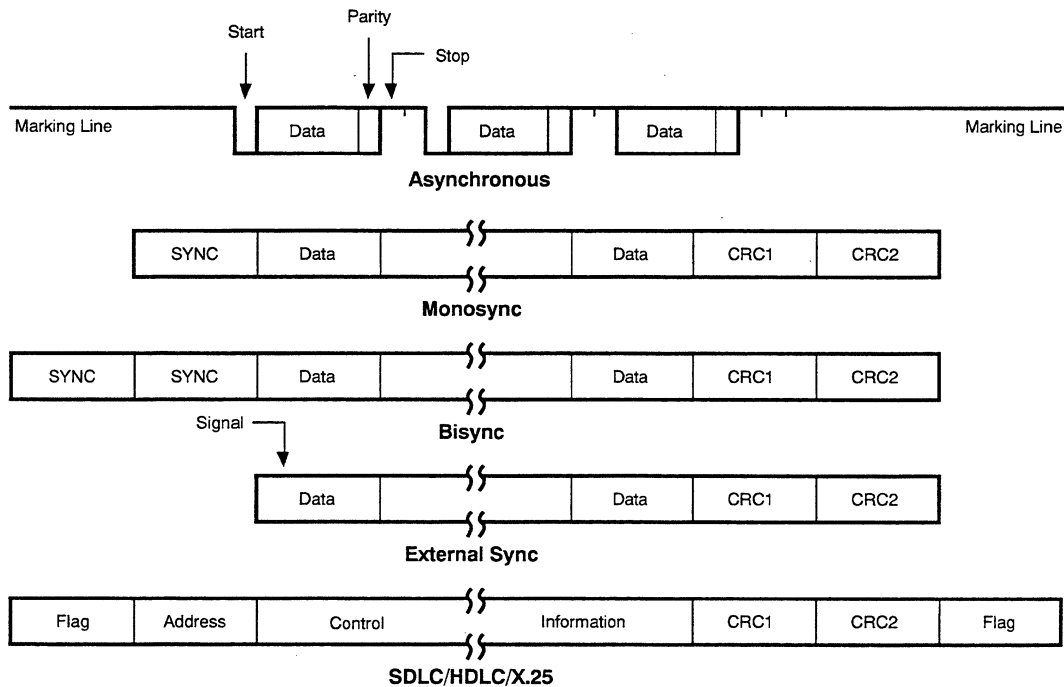 Parity
Start
Stop
Marking Line Data Data Data Marking Line
Asynchronous
SYNC Data Data CRC1 CRC2
Monosync
SYNC SYNC Data Data CRC1 CRC2
Signal
Bisync
Data Data CRC1 CRC2
External Sync
Flag Address Control Information CRC1 CRC2 Flag
SDLC/HDLC/X.25